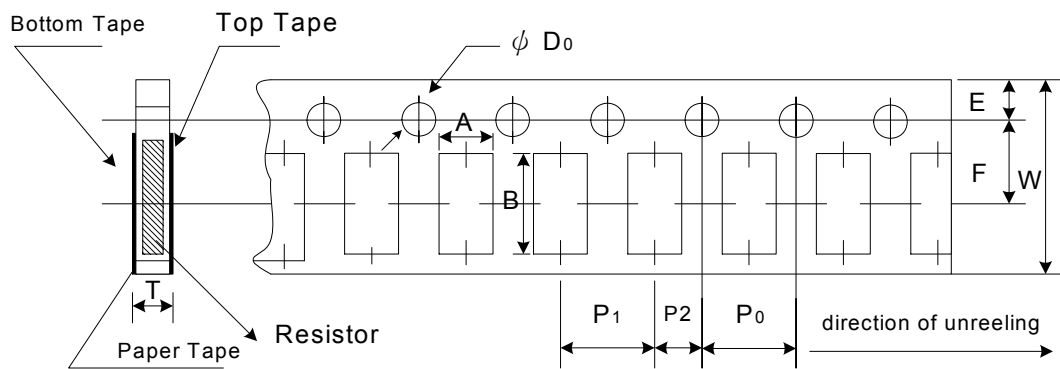 Bottom Tape
Top Tape
ϕ D0
E
A
F
W
B
T
P1
P2
P0
Resistor
direction of unreeling
Paper Tape